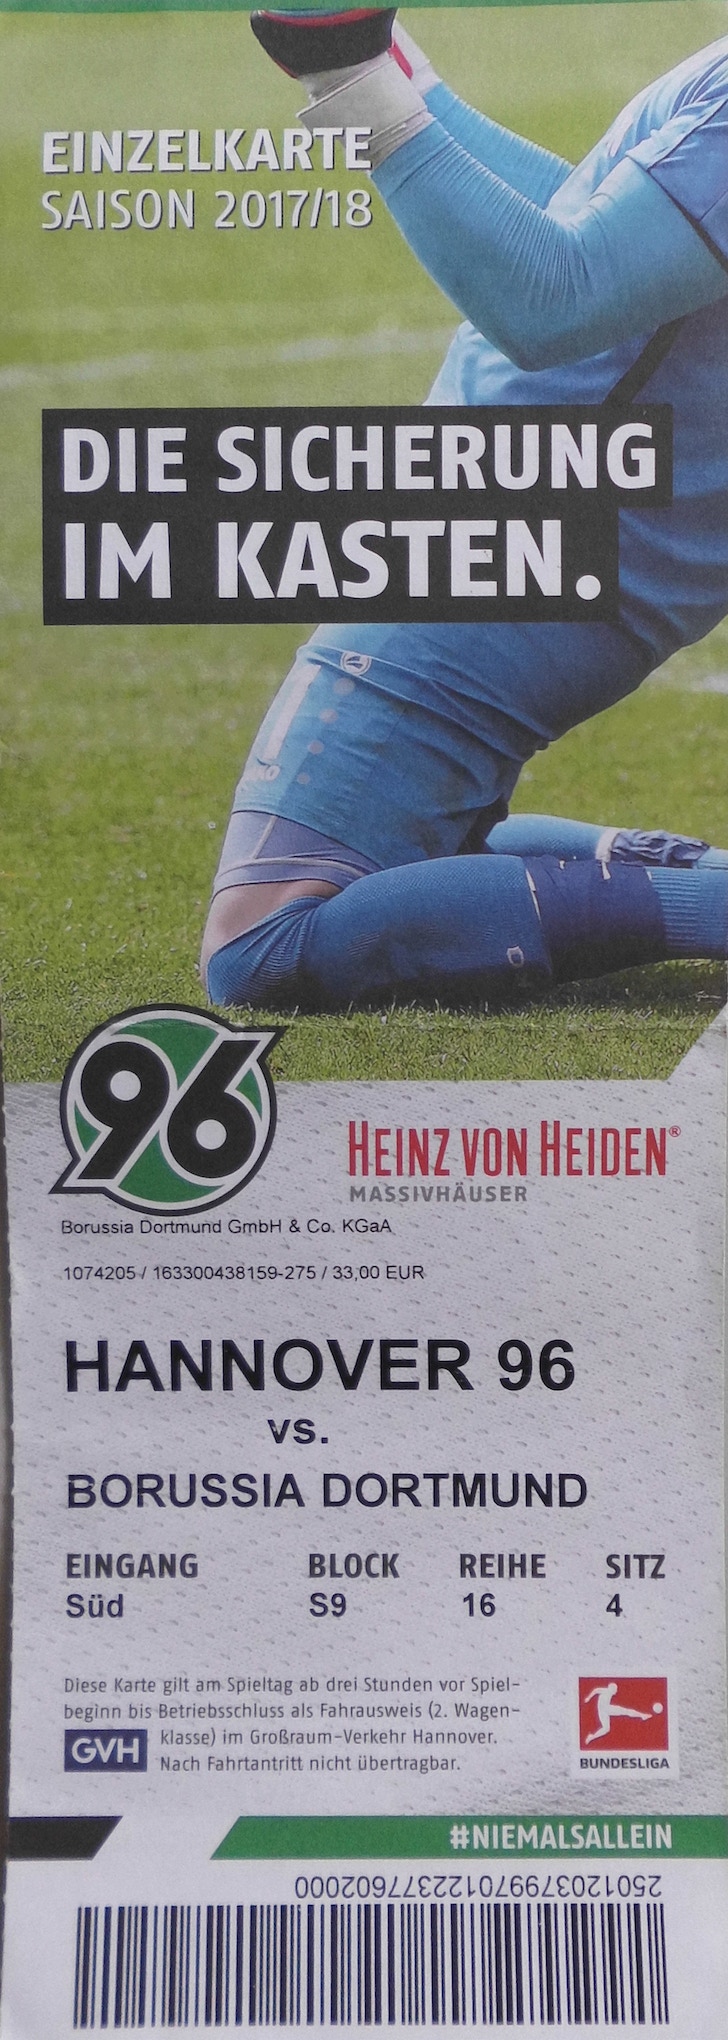 EINZELKARTE
SAISON 2017/18
DIE SICHERUNG
IM KASTEN.
96
HEINZ VON HEIDEN®
MASSIVHÄUSER
Borussia Dortmund GmbH & Co. KGaA
1074205 / 163300438159-275 / 33,00 EUR
HANNOVER 96
vs.
BORUSSIA DORTMUND
EINGANG BLOCK REIHE SITZ
Süd S9 16 4
Diese Karte gilt am Spieltag ab drei Stunden vor Spiel-
beginn bis Betriebsschluss als Fahrausweis (2. Wagen-
klasse) im Großraum-Verkehr Hannover.
Nach Fahrtantritt nicht übertragbar.
GVH
BUNDESLIGA
#NIEMALSALLEIN